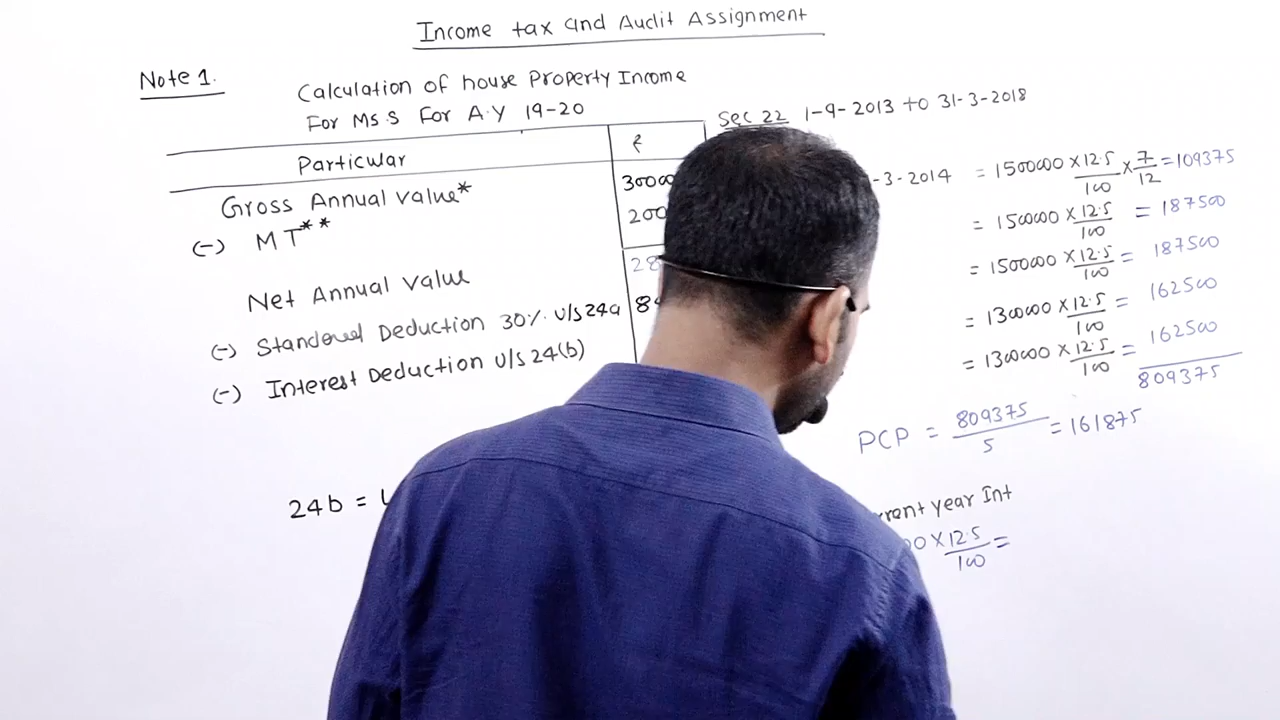 Income tax and Audit Assignment
Note 1.
Calculation of house Property Income
For Ms.S For A.Y 19-20
Particular ₹
Gross Annual value* 30000
(-) MT** 200
Net Annual value 28
(-) Standered Deduction 30% U/s 24a 8
(-) Interest Deduction U/s 24(b)
24b =
Sec 22 1-9-2013 to 31-3-2018
-3-2014 = 1500000 × 12.5/100 × 7/12 = 109375
= 1500000 × 12.5/100 = 187500
= 1500000 × 12.5/100 = 187500
= 1300000 × 12.5/100 = 162500
= 1300000 × 12.5/100 = 162500
809375
PCP = 809375/5 = 161875
rrent year Int
00 × 12.5/100 =